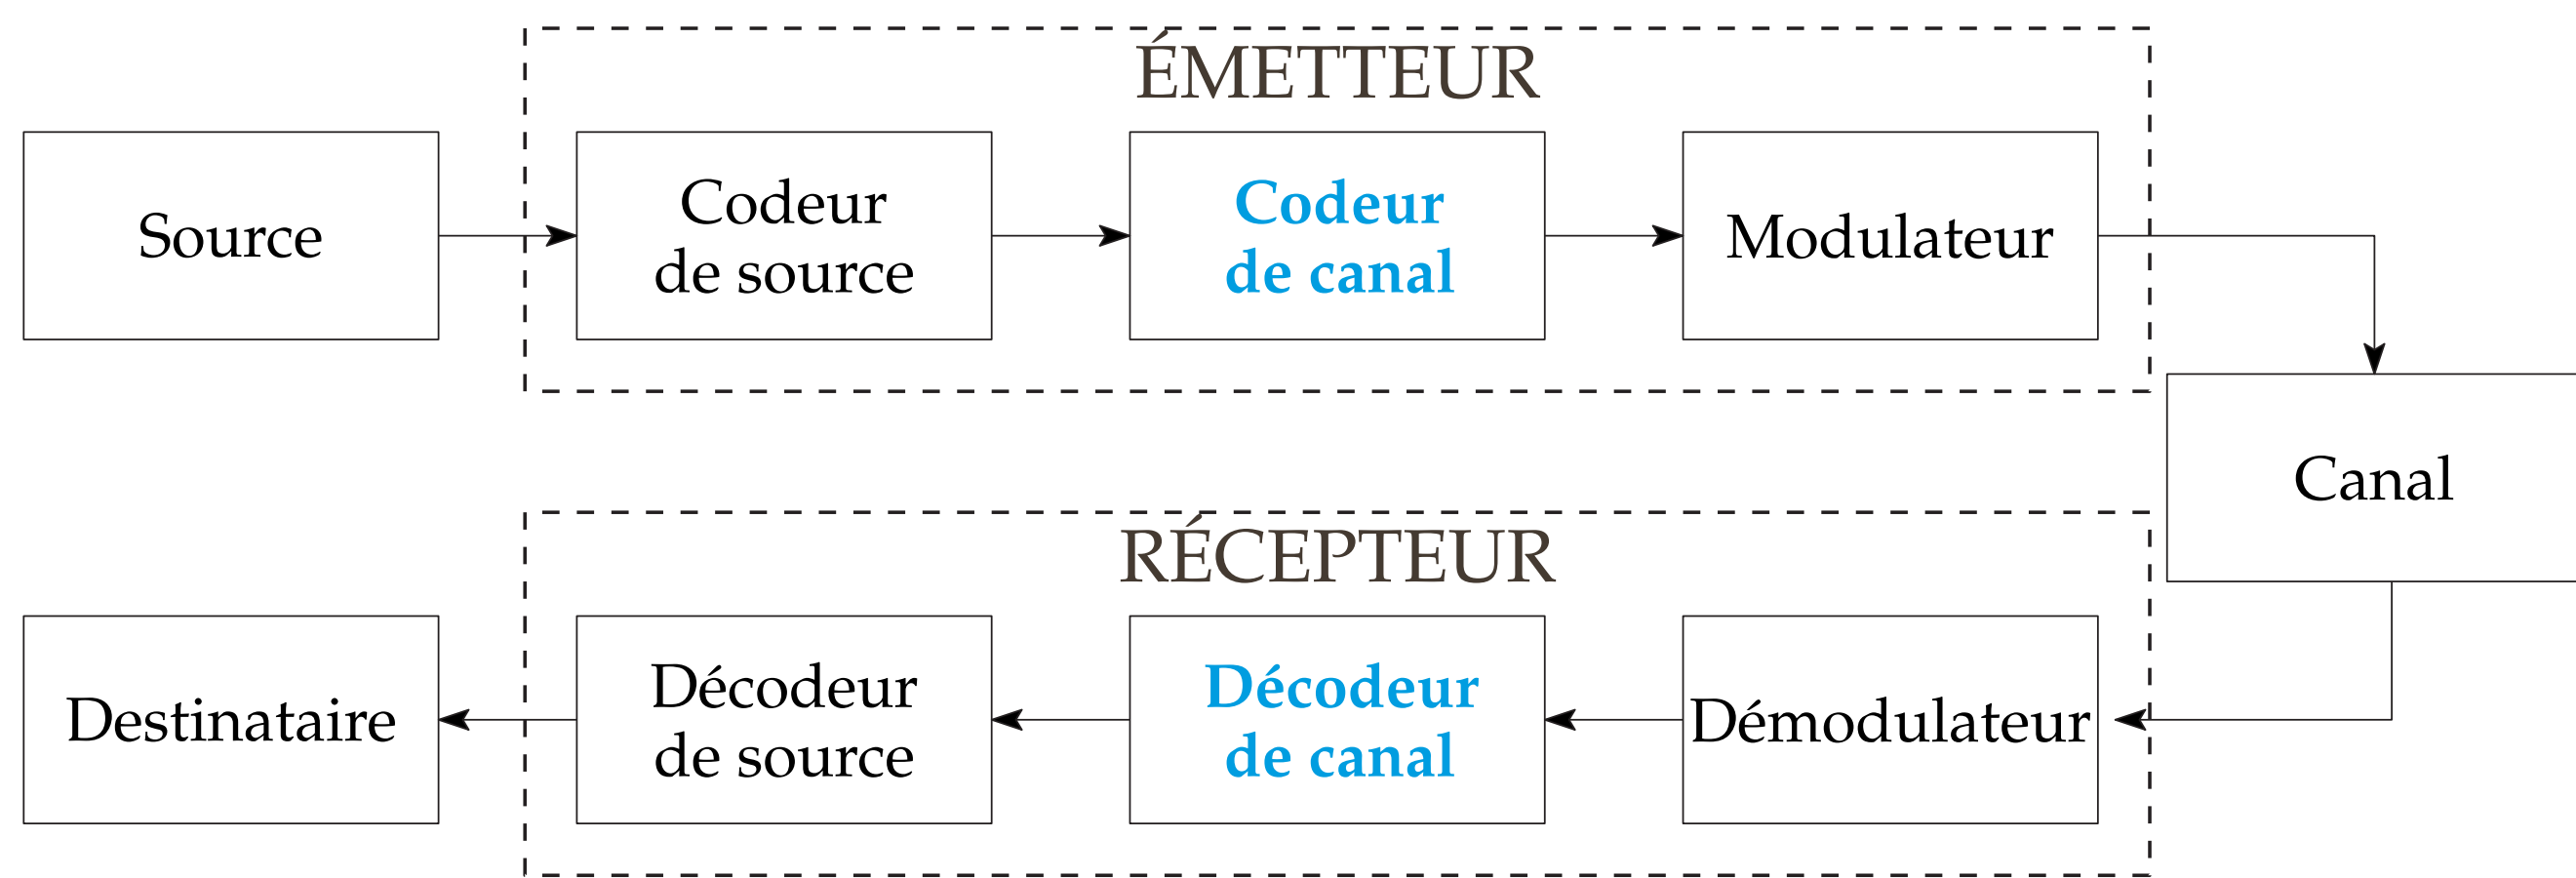 ÉMETTEUR
Source
Codeur
de source
Codeur
de canal
Modulateur
Canal
RÉCEPTEUR
Destinataire
Décodeur
de source
Décodeur
de canal
Démodulateur